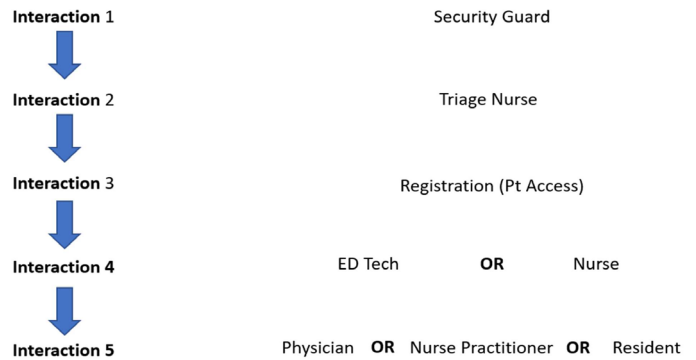 Interaction 1 Security Guard
Interaction 2 Triage Nurse
Interaction 3 Registration (Pt Access)
Interaction 4 ED Tech OR Nurse
Interaction 5 Physician OR Nurse Practitioner OR Resident